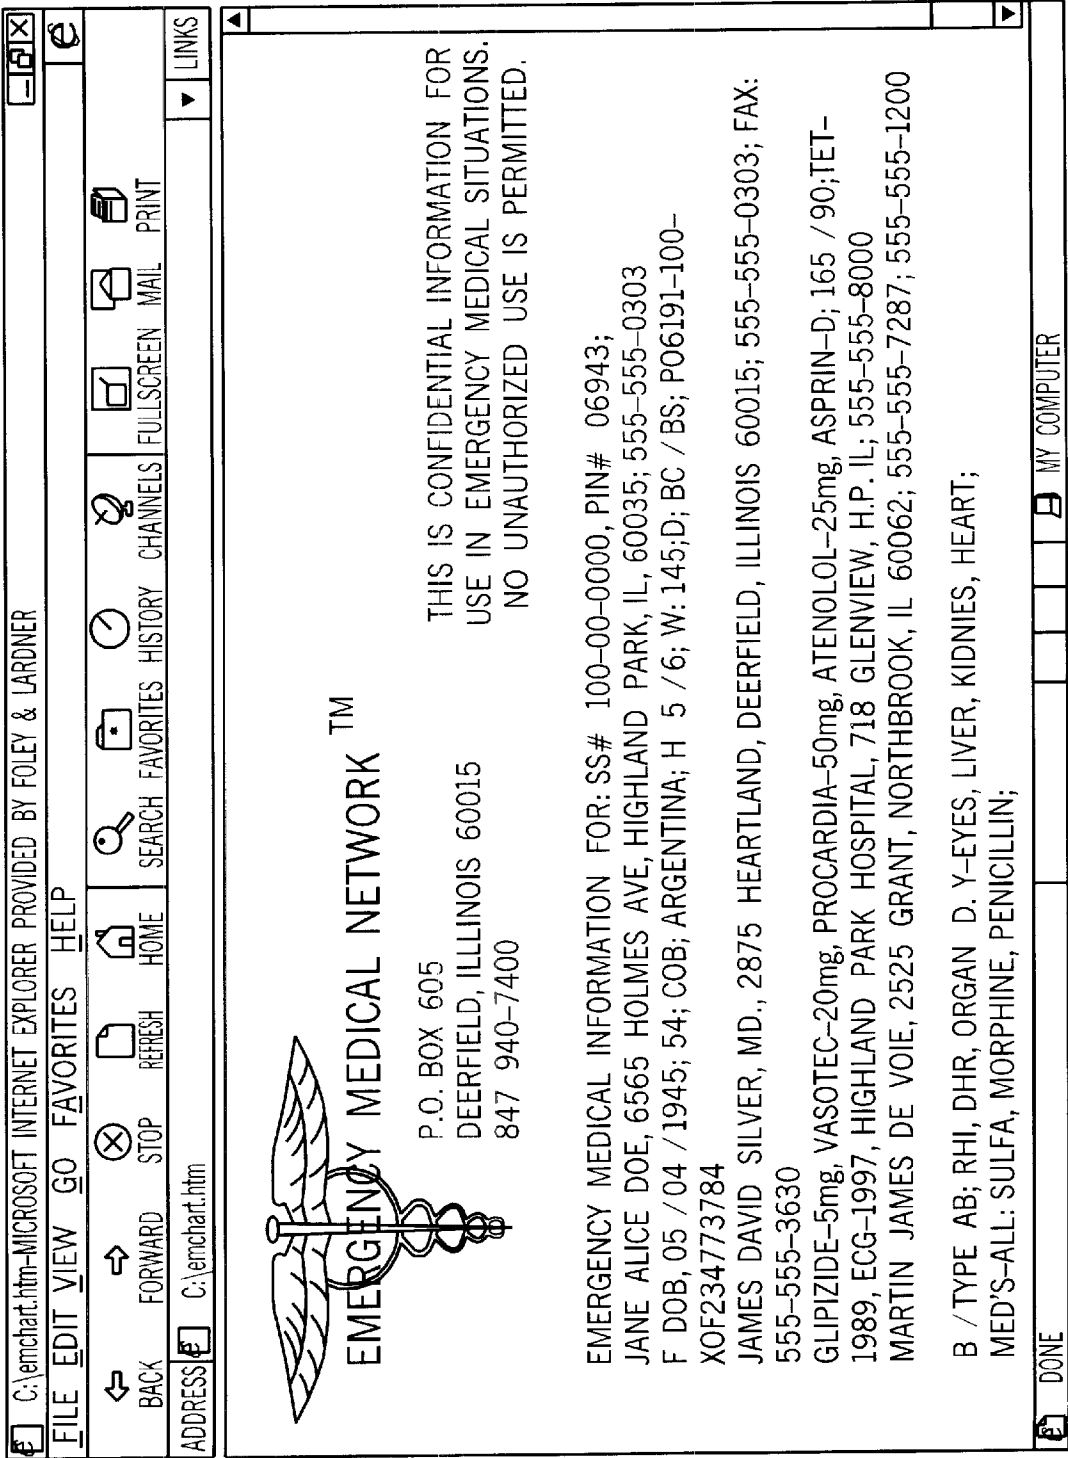 C:\emchart.htm-MICROSOFT INTERNET EXPLORER PROVIDED BY FOLEY & LARDNER
FILE EDIT VIEW GO FAVORITES HELP
BACK FORWARD STOP REFRESH HOME SEARCH FAVORITES HISTORY CHANNELS FULLSCREEN MAIL PRINT
ADDRESS C:\emchart.htm LINKS
EMERGENCY MEDICAL NETWORK TM
P.O. BOX 605
DEERFIELD, ILLLINOIS 60015
847 940-7400
THIS IS CONFIDENTIAL INFORMATION FOR
USE IN EMERGENCY MEDICAL SITUATIONS.
NO UNAUTHORIZED USE IS PERMITTED.
EMERGENCY MEDICAL INFORMATION FOR: SS# 100-00-0000, PIN# 06943;
JANE ALICE DOE, 6565 HOLMES AVE, HIGHLAND PARK, IL, 60035; 555-555-0303
F DOB, 05 / 04 / 1945; 54; COB; ARGENTINA; H 5 / 6; W: 145; D; BC / BS; P06191-100-
XOF234773784
JAMES DAVID SILVER, MD., 2875 HEARTLAND, DEERFIELD, ILLINOIS 60015; 555-555-0303; FAX:
555-555-3630
GLIPIZIDE-5mg, VASOTEC-20mg, PROCARDIA-50mg, ATENOLOL-25mg, ASPRIN-D; 165 / 90;TET-
1989, ECG-1997, HIGHLAND PARK HOSPITAL, 718 GLENVIEW, H.P. IL; 555-555-8000
MARTIN JAMES DE VOIE, 2525 GRANT, NORTHBROOK, IL 60062; 555-555-7287; 555-555-1200
B / TYPE AB; RHI, DHR, ORGAN D. Y-EYES, LIVER, KIDNIES, HEART;
MED'S-ALL: SULFA, MORPHINE, PENICILLIN;
DONE MY COMPUTER